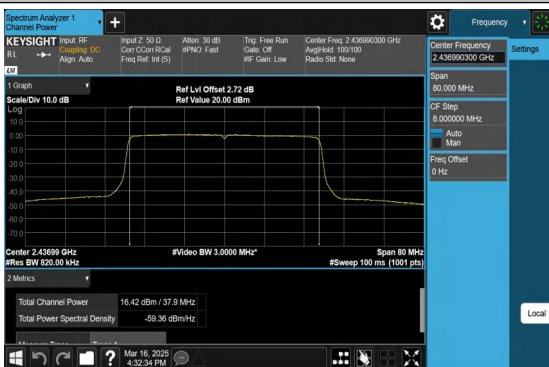 Spectrum Analyzer 1
Channel Power
+
Frequency
KEYSIGHT
RL
Input: RF
Coupling: DC
Align: Auto
Input Z: 50 Ω
Corr CCorr RCal
Freq Ref: Int (S)
Atten: 30 dB
#PNO: Fast
Trig: Free Run
Gate: Off
#IF Gain: Low
Center Freq: 2.436990300 GHz
Avg|Hold: 100/100
Radio Std: None
LXI
1 Graph
Scale/Div 10.0 dB
Ref Lvl Offset 2.72 dB
Ref Value 20.00 dBm
Log
10.0
0.00
-10.0
-20.0
-30.0
-40.0
-50.0
-60.0
-70.0
Center 2.43699 GHz
#Res BW 820.00 kHz
#Video BW 3.0000 MHz*
Span 80 MHz
#Sweep 100 ms (1001 pts)
2 Metrics
Total Channel Power 16.42 dBm / 37.9 MHz
Total Power Spectral Density -59.36 dBm/Hz
Measure Trace Trace 1
?
Mar 16, 2025
4:32:34 PM
Center Frequency
2.436990300 GHz
Settings
Span
80.000 MHz
CF Step
8.000000 MHz
Auto
Man
Freq Offset
0 Hz
Local